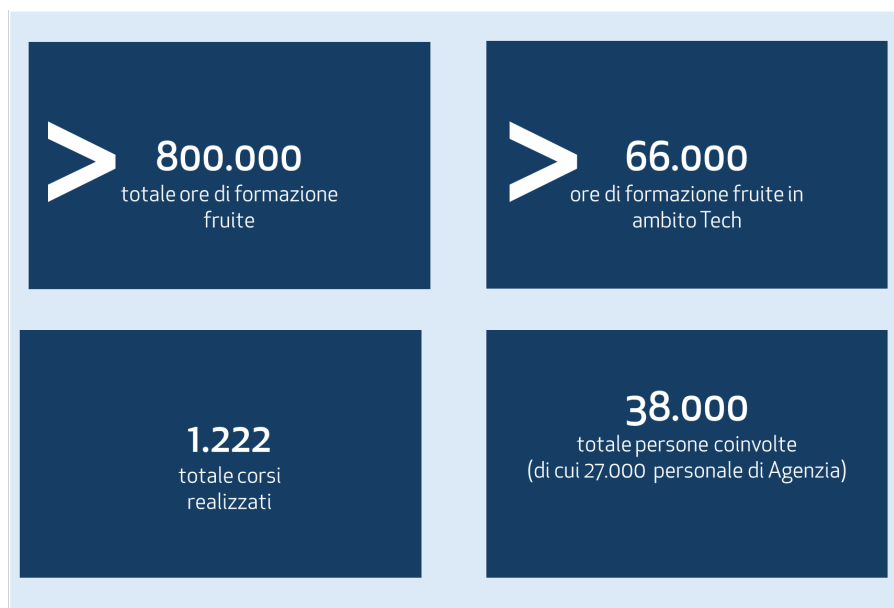 > 800.000
totale ore di formazione
fruite
> 66.000
ore di formazione fruite in
ambito Tech
1.222
totale corsi
realizzati
38.000
totale persone coinvolte
(di cui 27.000 personale di Agenzia)